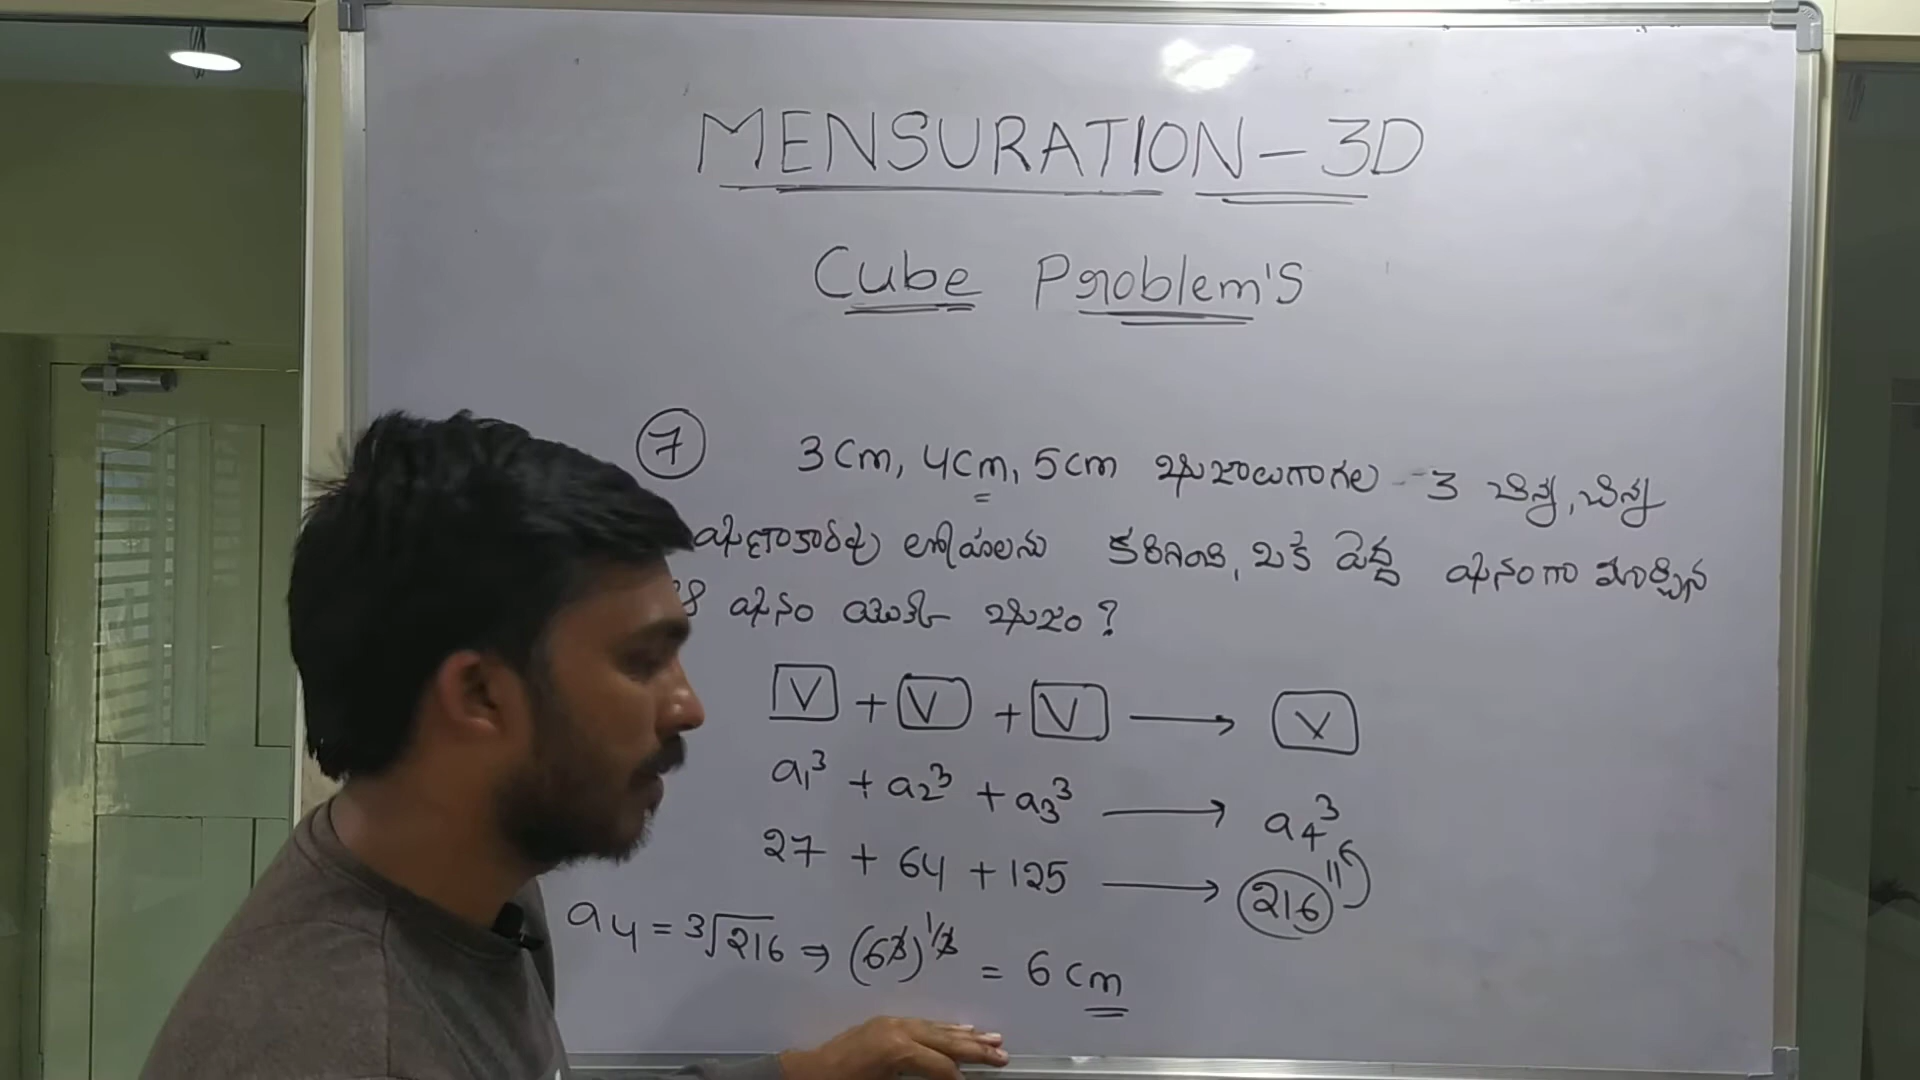 MENSURATION - 3D
Cube Problem's
7 3cm, 4cm, 5cm భుజాలుగాగల 3 చిన్న, చిన్న
ఘణాకారపు లోహలను కరిగించి, ఒకే పెద్ద ఘనంగా మార్చిన
ఘనం యొక్క భుజం ?
V + V + V → V
a₁³ + a₂³ + a₃³ → a₄³
27 + 64 + 125 → 216
a4 = ³√216 ⇒ (6³)^1/3 = 6 cm